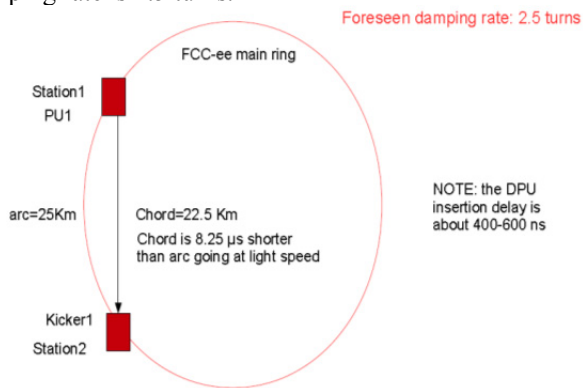 Foreseen damping rate: 2.5 turns
FCC-ee main ring
Station1
PU1
arc=25Km
Chord=22.5 Km
Chord is 8.25 µs shorter
than arc going at light speed
NOTE: the DPU
insertion delay is
about 400-600 ns
Kicker1
Station2